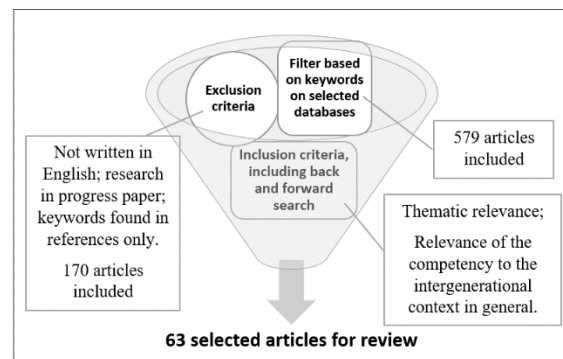 Exclusion
criteria
Filter based
on keywords
on selected
databases
579 articles
included
Not written in
English; research
in progress paper;
keywords found in
references only.
170 articles
included
Inclusion criteria,
including back
and forward
search
Thematic relevance;
Relevance of the
competency to the
intergenerational
context in general.
63 selected articles for review